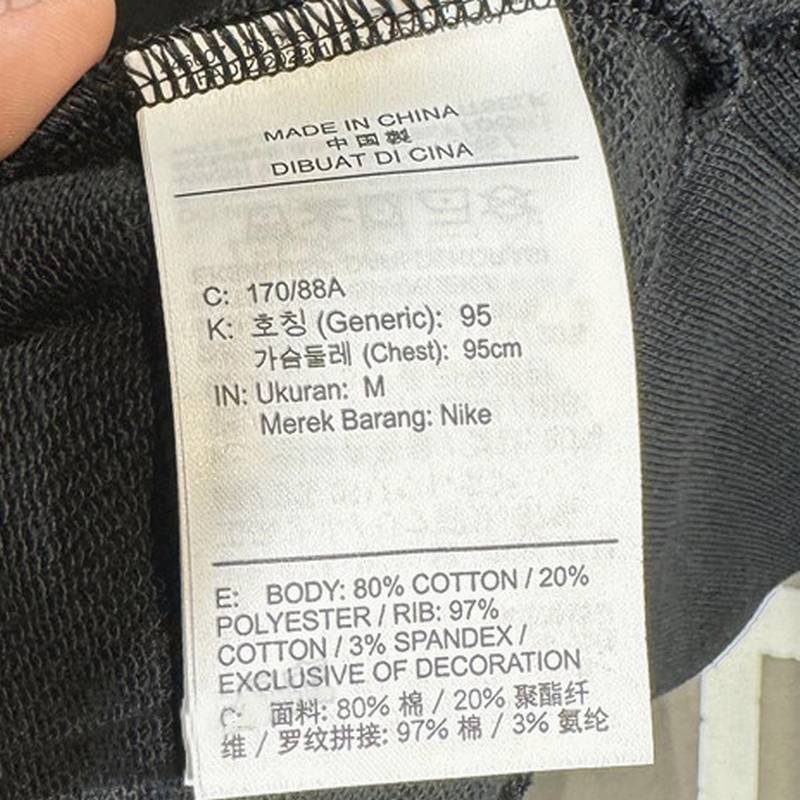 MADE IN CHINA
中国製
DIBUAT DI CINA
C: 170/88A
K: 호칭 (Generic): 95
가슴둘레 (Chest): 95cm
IN: Ukuran: M
Merek Barang: Nike
E: BODY: 80% COTTON / 20%
POLYESTER / RIB: 97%
COTTON / 3% SPANDEX /
EXCLUSIVE OF DECORATION
C: 面料: 80% 棉 / 20% 聚酯纤
维 / 罗纹拼接: 97% 棉 / 3% 氨纶